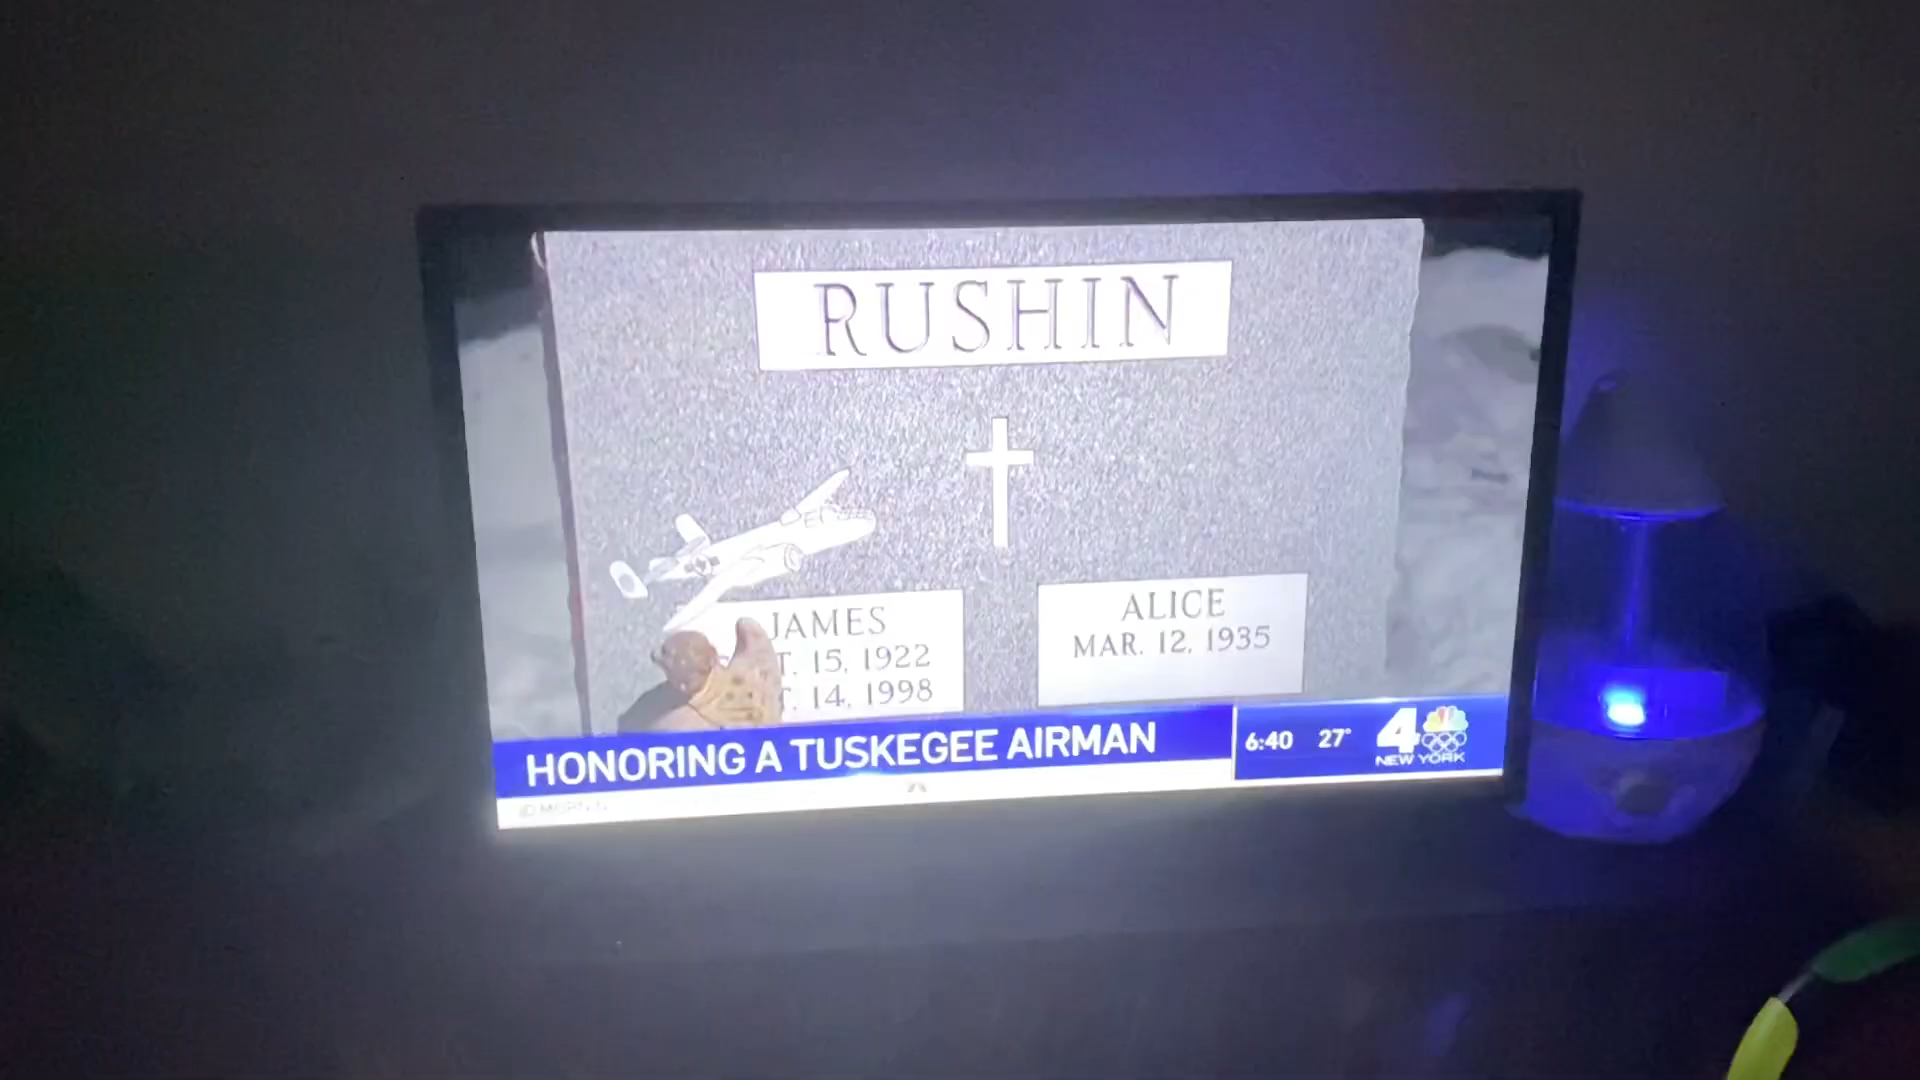 RUSHIN
JAMES
T. 15, 1922
T. 14, 1998
ALICE
MAR. 12, 1935
HONORING A TUSKEGEE AIRMAN
6:40 27°
4
NEW YORK